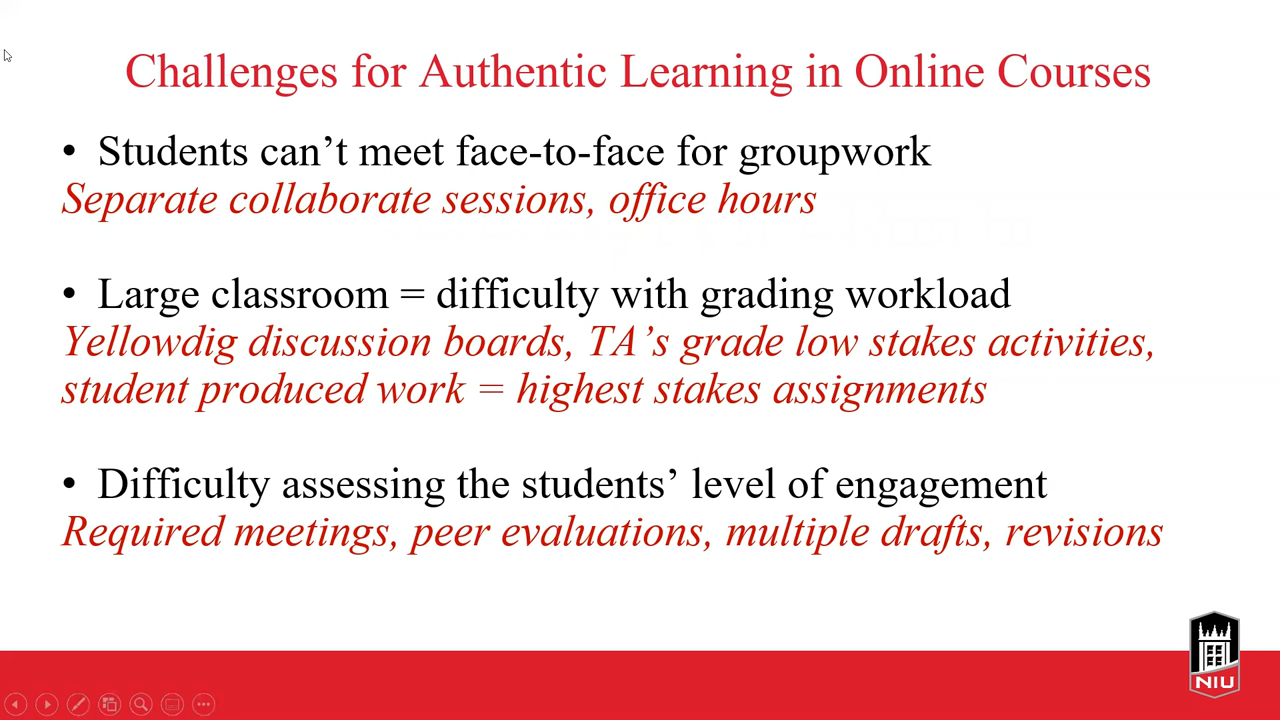 Challenges for Authentic Learning in Online Courses
• Students can’t meet face-to-face for groupwork
Separate collaborate sessions, office hours
• Large classroom = difficulty with grading workload
Yellowdig discussion boards, TA’s grade low stakes activities,
student produced work = highest stakes assignments
• Difficulty assessing the students’ level of engagement
Required meetings, peer evaluations, multiple drafts, revisions
NIU